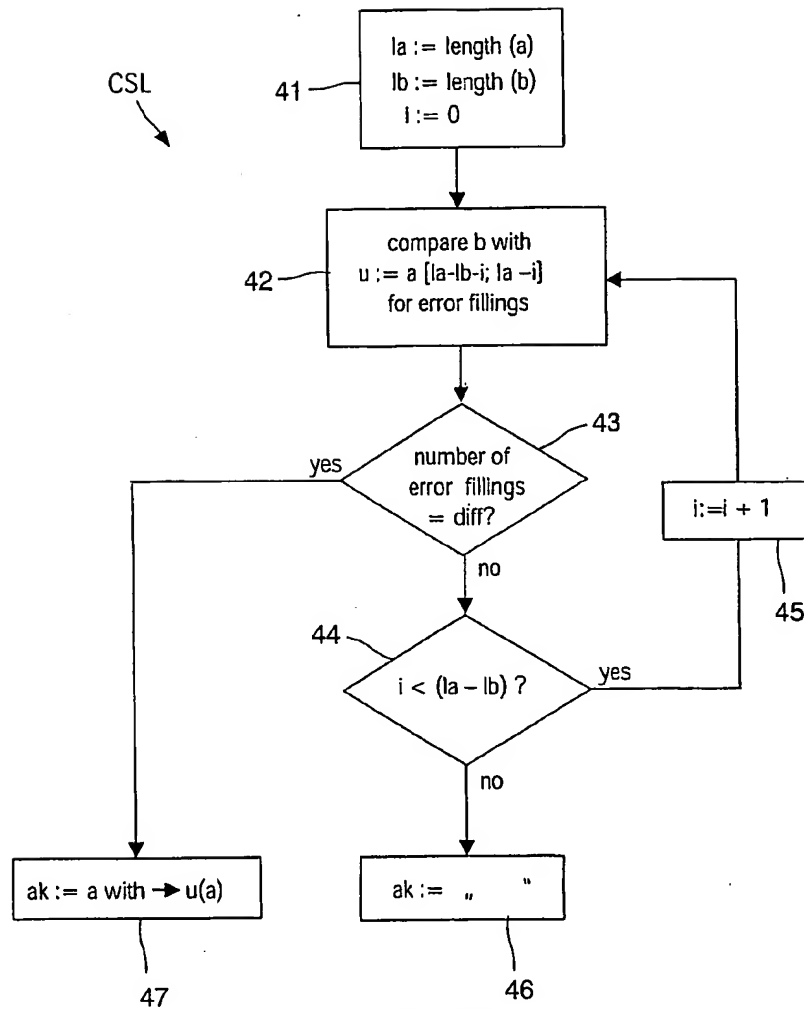 CSL
41
la := length (a)
lb := length (b)
i := 0
42
compare b with
u := a [la-lb-i; la –i]
for error fillings
43
yes
number of
error fillings
= diff?
no
i:=i + 1
45
44
i < (la – lb) ?
yes
no
ak := a with → u(a)
47
ak := „ “
46